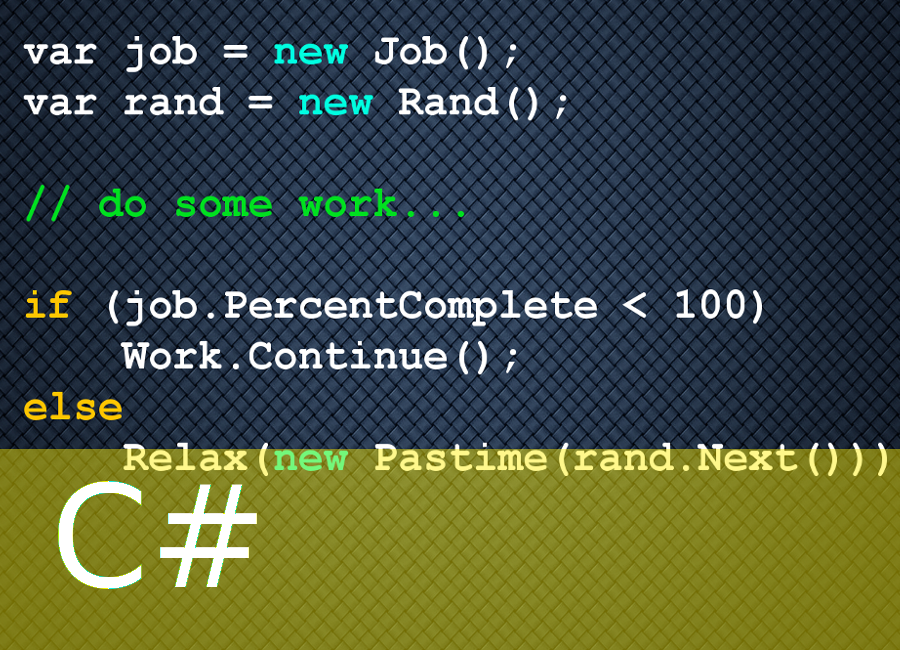 var job = new Job();
var rand = new Rand();
// do some work...
if (job.PercentComplete < 100)
Work.Continue();
else
Relax(new Pastime(rand.Next()))
C#